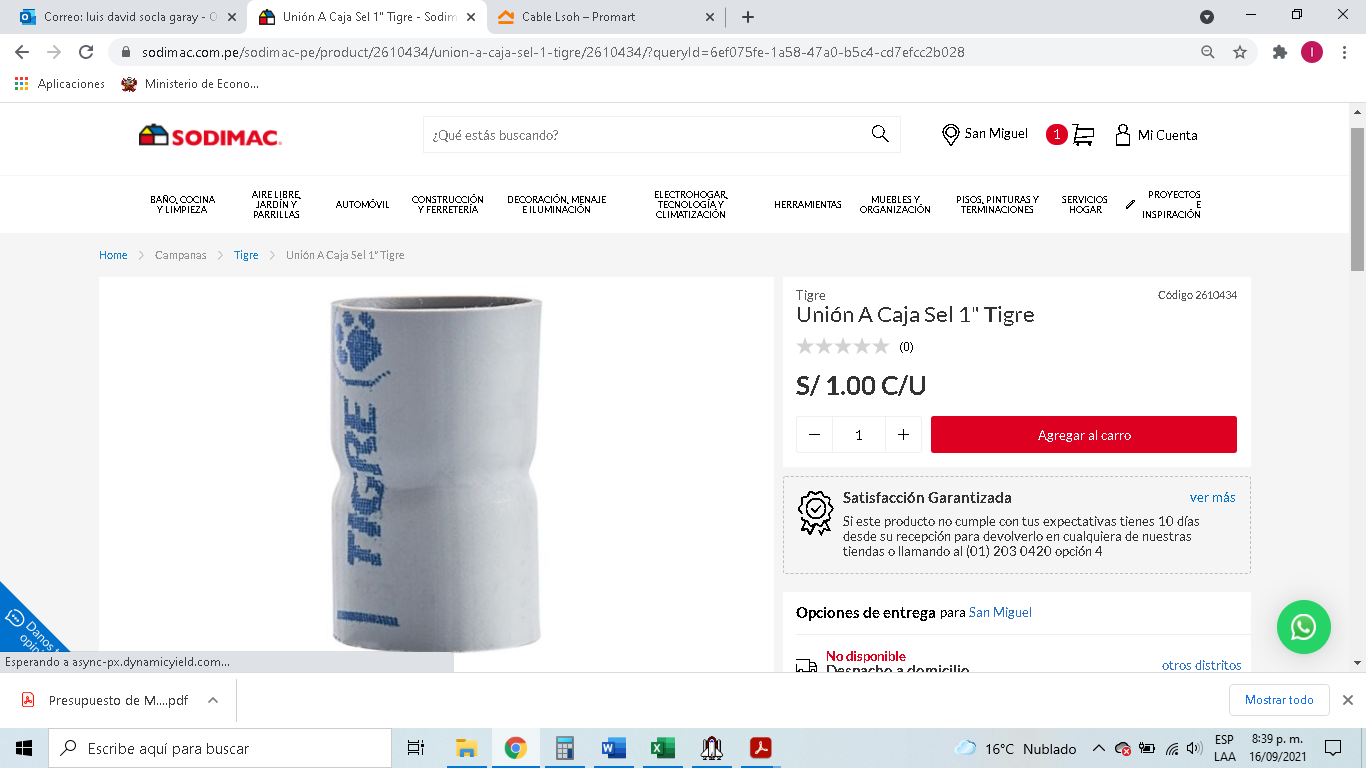 Correo: luis david socla garay - O
Unión A Caja Sel 1" Tigre - Sodim
Cable Lsoh – Promart
sodimac.com.pe/sodimac-pe/product/2610434/union-a-caja-sel-1-tigre/2610434/?queryId=6ef075fe-1a58-47a0-b5c4-cd7efcc2b028
I
Aplicaciones
Ministerio de Econo...
SODIMAC
¿Qué estás buscando?
San Miguel
1
Mi Cuenta
BAÑO, COCINA
Y LIMPIEZA
AIRE LIBRE,
JARDÍN Y
PARRILLAS
AUTOMÓVIL
CONSTRUCCIÓN
Y FERRETERÍA
DECORACIÓN, MENAJE
E ILUMINACIÓN
ELECTROHOGAR,
TECNOLOGÍA Y
CLIMATIZACIÓN
HERRAMIENTAS
MUEBLES Y
ORGANIZACIÓN
PISOS, PINTURAS Y
TERMINACIONES
SERVICIOS
HOGAR
PROYECTOS
E
INSPIRACIÓN
Home
Campanas
Tigre
Unión A Caja Sel 1" Tigre
TIGRE
Tigre
Código 2610434
Unión A Caja Sel 1" Tigre
(0)
S/ 1.00 C/U
1
Agregar al carro
Satisfacción Garantizada
ver más
Si este producto no cumple con tus expectativas tienes 10 días
desde su recepción para devolverlo en cualquiera de nuestras
tiendas o llamando al (01) 203 0420 opción 4
Opciones de entrega para San Miguel
No disponible
Despacho a domicilio
otros distritos
Danos
Esperando a async-px.dynamicyield.com...
Presupuesto de M....pdf
Mostrar todo
Escribe aquí para buscar
16°C Nublado
ESP
LAA
8:39 p. m.
16/09/2021